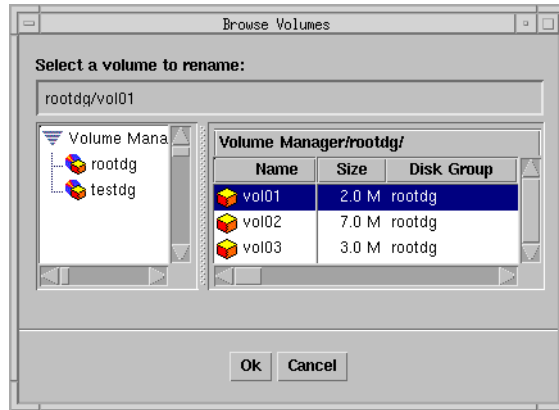 Browse Volumes
Select a volume to rename:
rootdg/vol01
Volume Mana
rootdg
testdg
Volume Manager/rootdg/
Name Size Disk Group
vol01 2.0 M rootdg
vol02 7.0 M rootdg
vol03 3.0 M rootdg
Ok Cancel